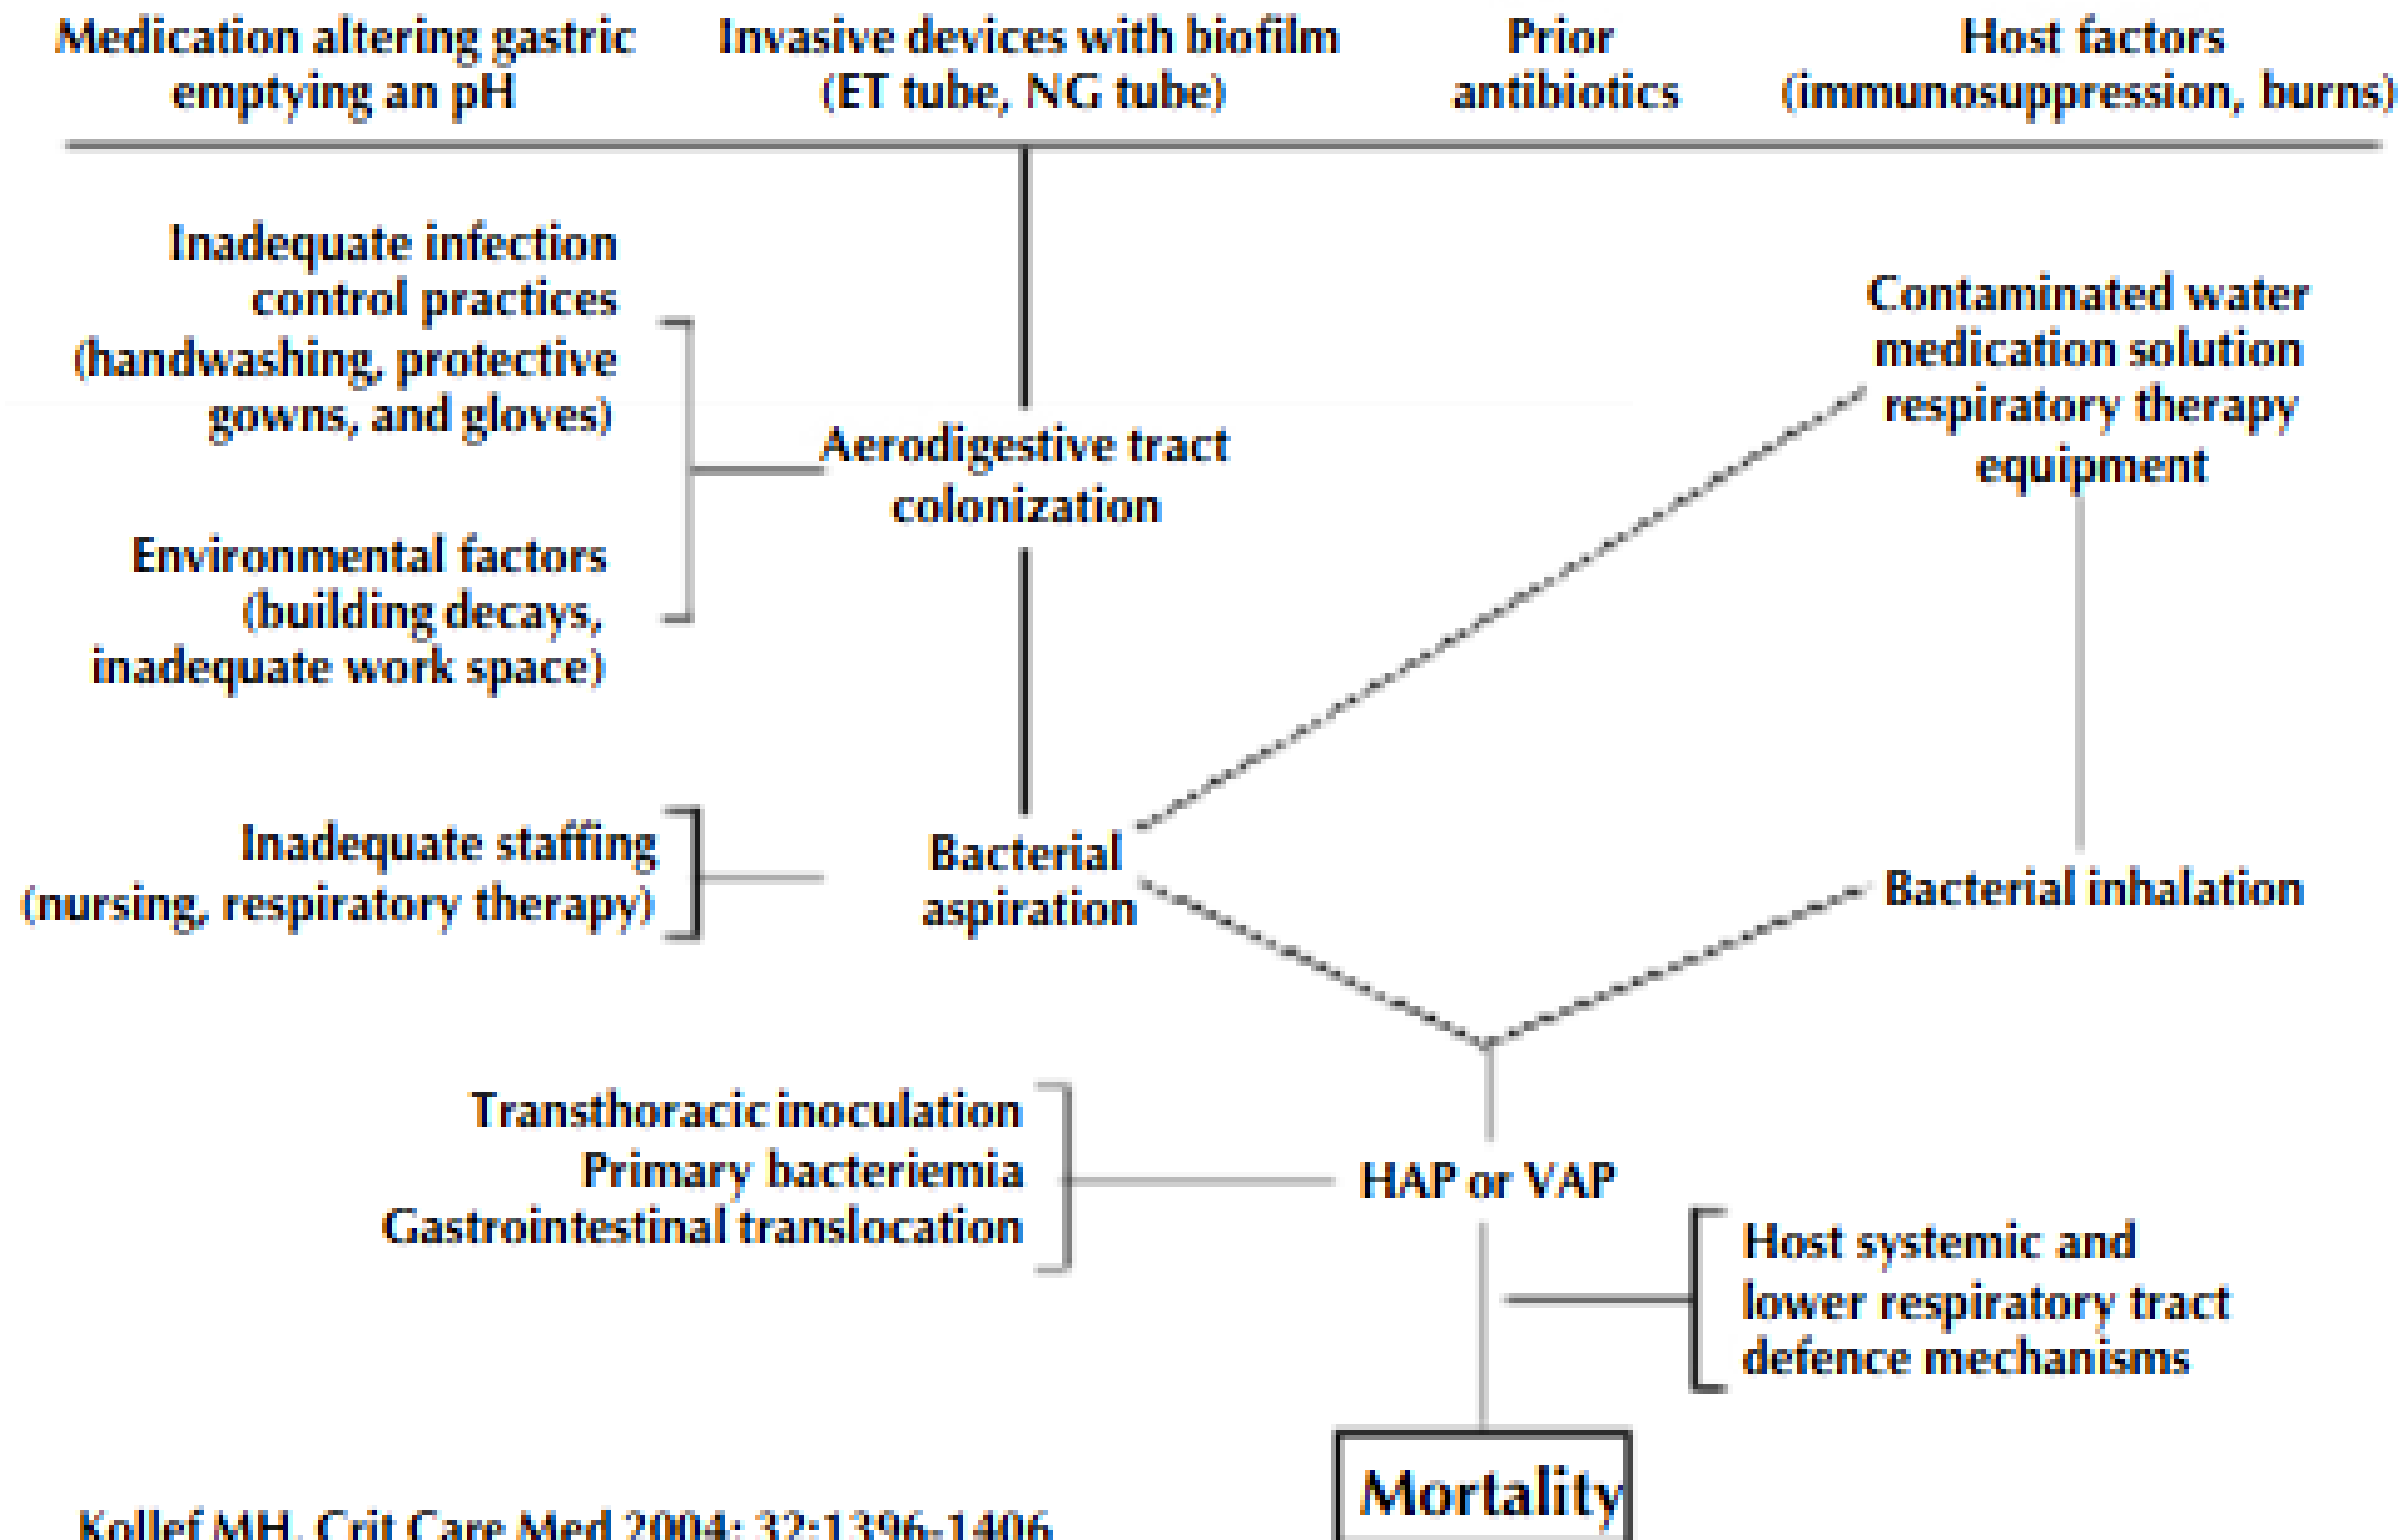 Medication altering gastric
emptying an pH
Invasive devices with biofilm
(ET tube, NG tube)
Prior
antibiotics
Host factors
(immunosuppression, burns)
Inadequate infection
control practices
(handwashing, protective
gowns, and gloves)
Contaminated water
medication solution
respiratory therapy
equipment
Aerodigestive tract
colonization
Environmental factors
(building decays,
inadequate work space)
Inadequate staffing
(nursing, respiratory therapy)
Bacterial
aspiration
Bacterial inhalation
Transthoracic inoculation
Primary bacteriemia
Gastrointestinal translocation
HAP or VAP
Host systemic and
lower respiratory tract
defence mechanisms
Mortality
Kollef MH. Crit Care Med 2004; 32:1396-1406